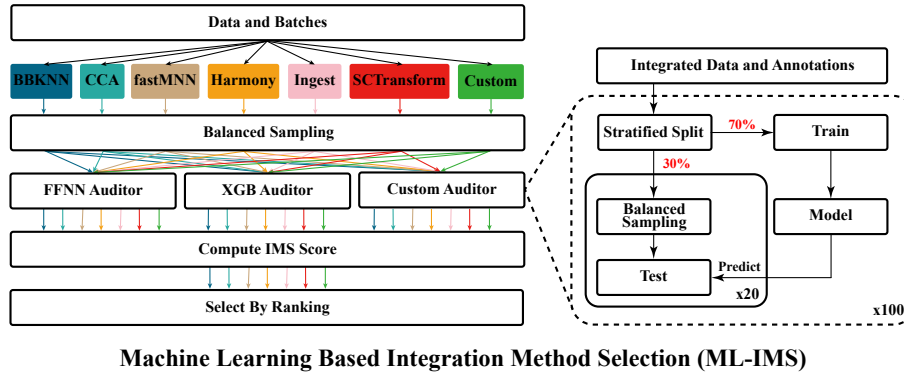 Data and Batches
BBKNN
CCA
fastMNN
Harmony
Ingest
SCTransform
Custom
Balanced Sampling
FFNN Auditor
XGB Auditor
Custom Auditor
Compute IMS Score
Select By Ranking
Integrated Data and Annotations
Stratified Split
70%
Train
30%
Balanced
Sampling
Model
Test
Predict
x20
x100
Machine Learning Based Integration Method Selection (ML-IMS)